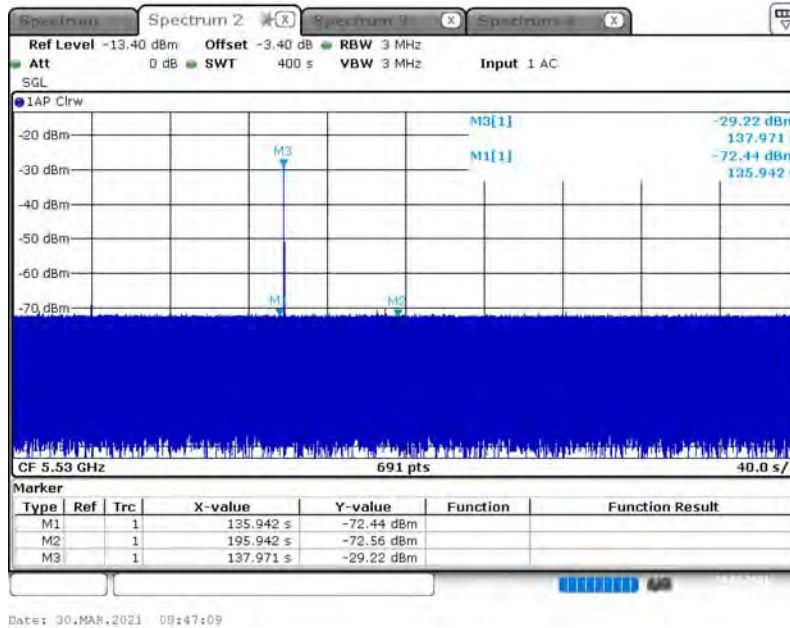 Spectrum Spectrum 2 X Spectrum 3 X Spectrum 4 X
Ref Level -13.40 dBm Offset -3.40 dB RBW 3 MHz
Att 0 dB SWT 400 s VBW 3 MHz Input 1 AC
SGL
1AP Clrw
M3[1] -29.22 dBm
137.971 s
M1[1] -72.44 dBm
135.942 s
-20 dBm
M3
-30 dBm
-40 dBm
-50 dBm
-60 dBm
M1 M2
-70 dBm
CF 5.53 GHz 691 pts 40.0 s/
Marker
Type Ref Trc X-value Y-value Function Function Result
M1 1 135.942 s -72.44 dBm
M2 1 195.942 s -72.56 dBm
M3 1 137.971 s -29.22 dBm
Date: 30.MAR.2021 08:47:09